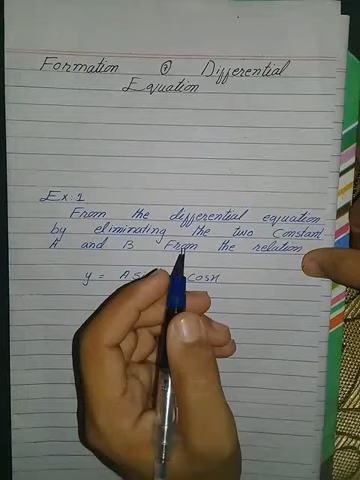 Formation of Differential
Equation
Ex:1
From the differential equation
by eliminating the two Constant
A and B From the relation
y = A Cosx